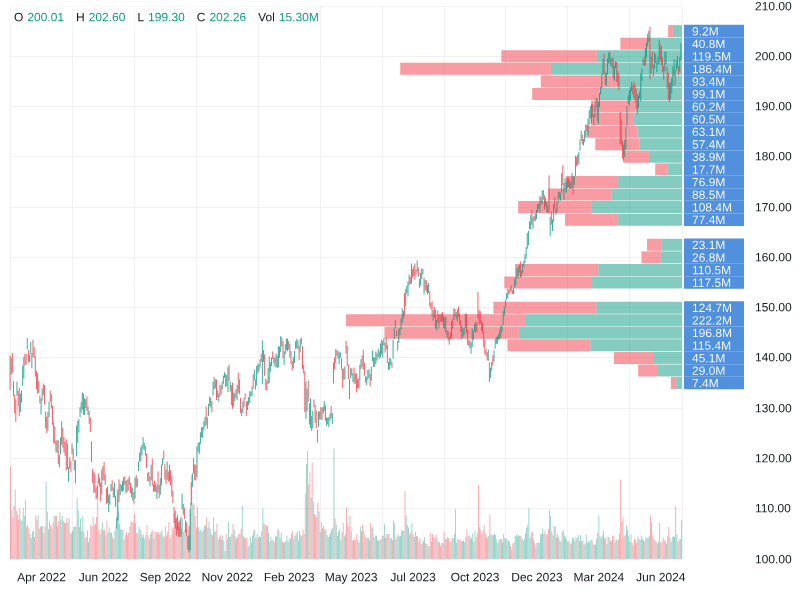 O 200.01 H 202.60 L 199.30 C 202.26 Vol 15.30M
210.00
200.00
190.00
180.00
170.00
160.00
150.00
140.00
130.00
120.00
110.00
100.00
9.2M
40.8M
119.5M
186.4M
93.4M
99.1M
60.2M
60.5M
63.1M
57.4M
38.9M
17.7M
76.9M
88.5M
108.4M
77.4M
23.1M
26.8M
110.5M
117.5M
124.7M
222.2M
196.8M
115.4M
45.1M
29.0M
7.4M
Apr 2022 Jun 2022 Sep 2022 Nov 2022 Feb 2023 May 2023 Jul 2023 Oct 2023 Dec 2023 Mar 2024 Jun 2024